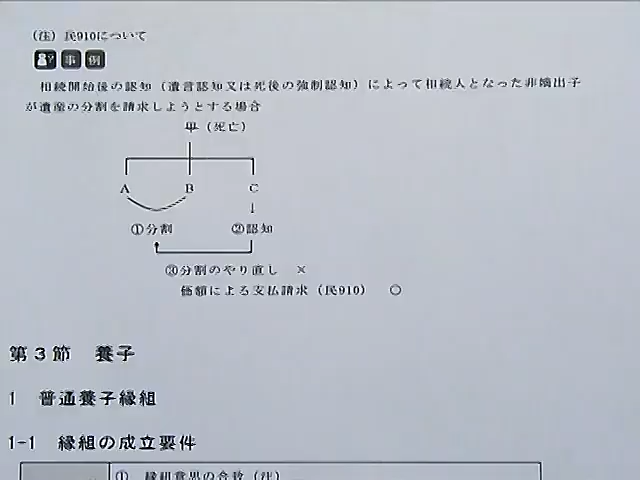 (注) 民910について
事例
相続開始後の認知（遺言認知又は死後の強制認知）によって相続人となった非嫡出子
が遺産の分割を請求しようとする場合
甲（死亡）
A B C
↓
①分割 ②認知
③分割のやり直し ×
価額による支払請求（民910） ○
第3節 養子
1 普通養子縁組
1-1 縁組の成立要件
① 縁組意思の合致（注）